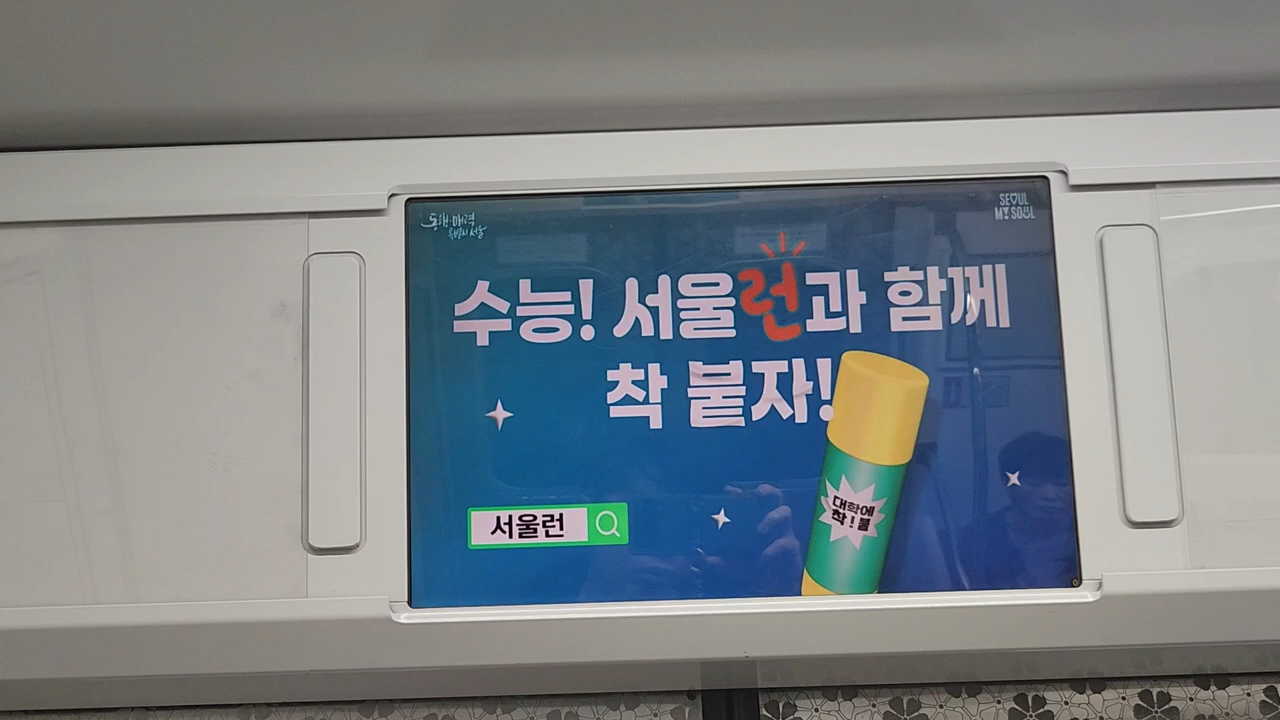 동행·매력
특별시 서울
SEOUL
MY SOUL
수능! 서울런과 함께
착 붙자!
서울런
대학에
착! 붙